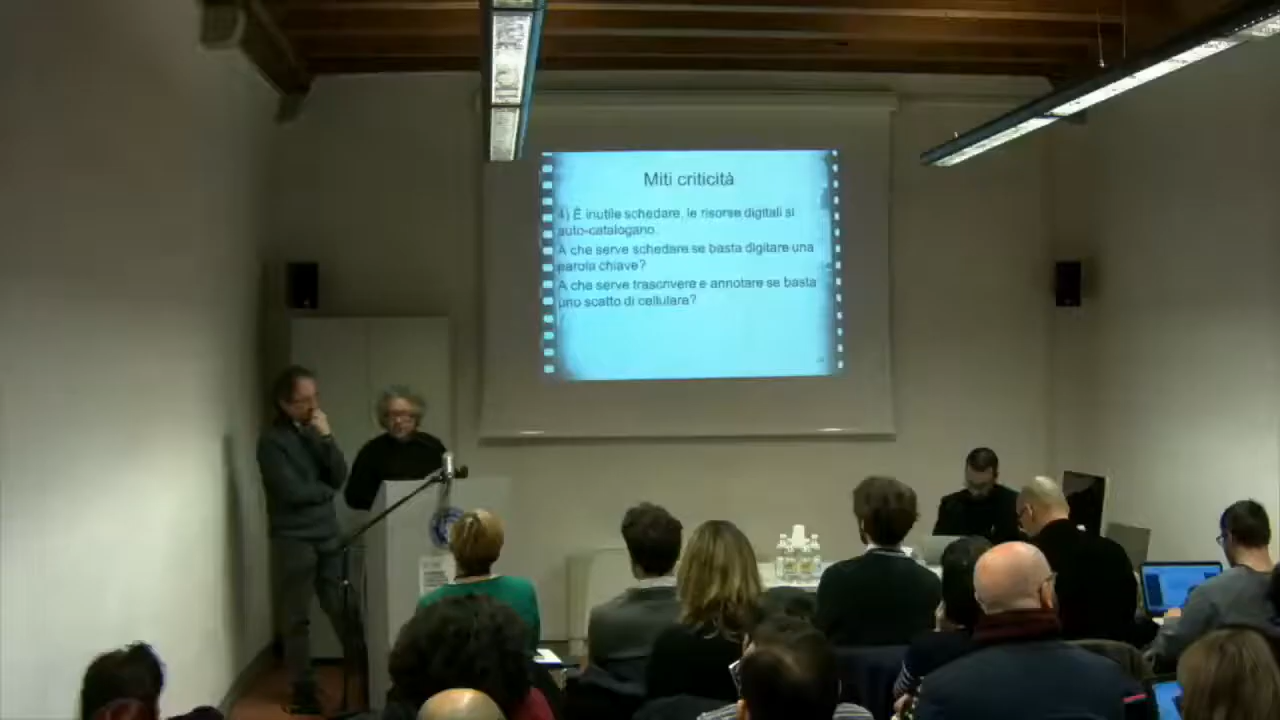 Miti criticità
4) È inutile schedare, le risorse digitali si
auto-catalogano.
A che serve schedare se basta digitare una
parola chiave?
A che serve trascrivere e annotare se basta
uno scatto di cellulare?